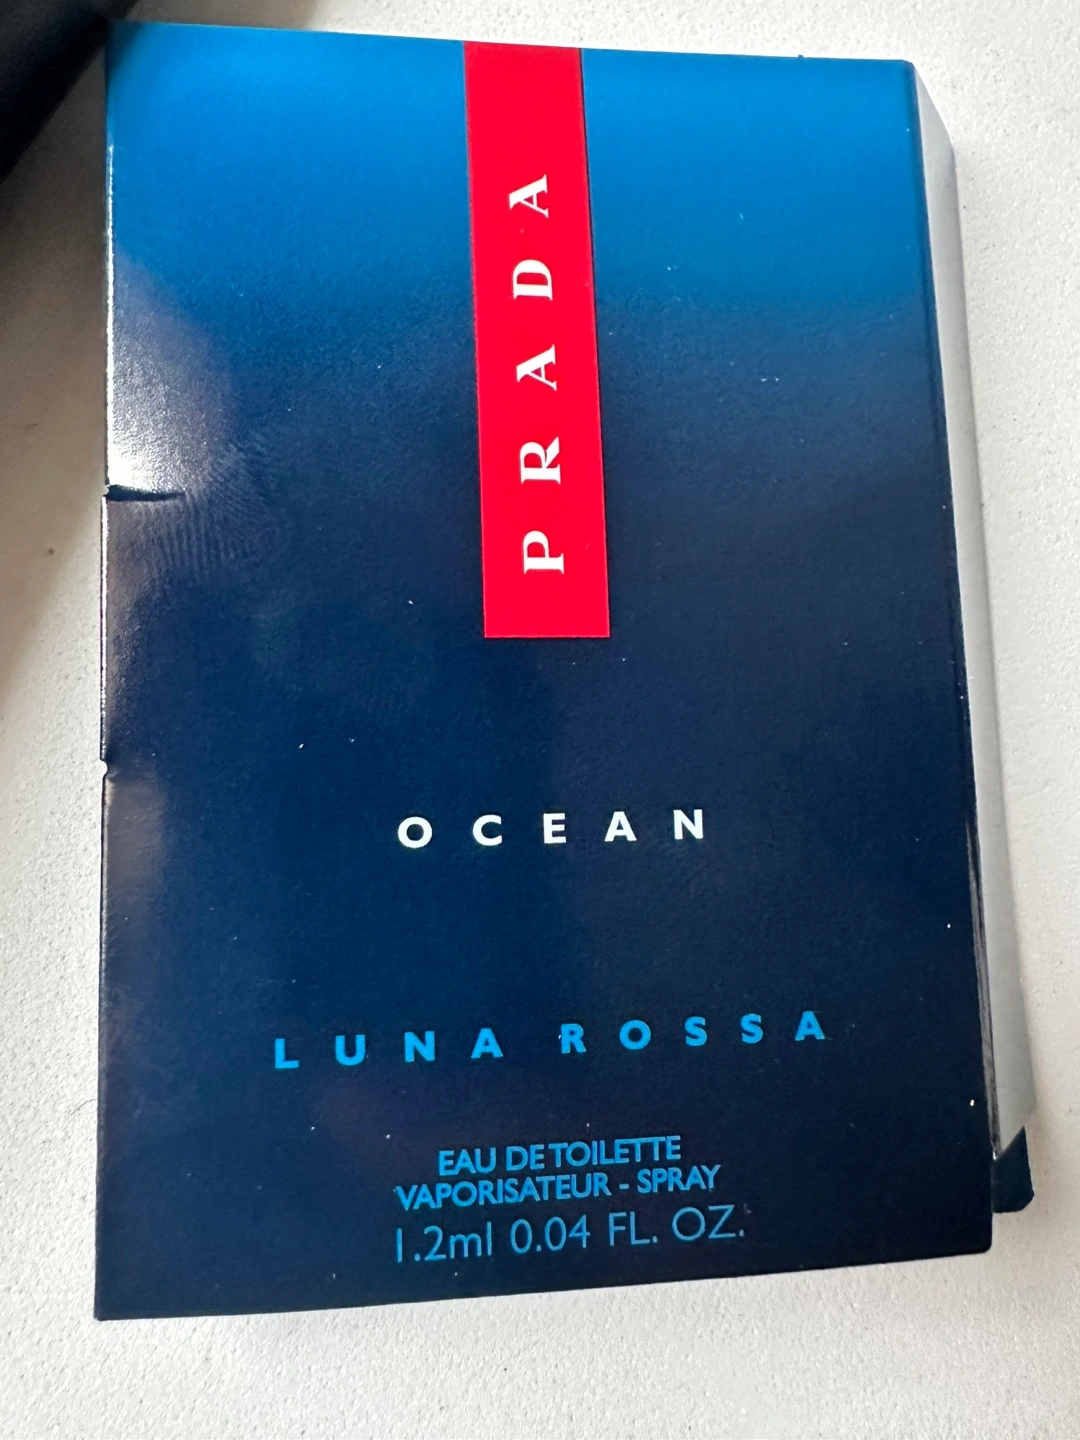 PRADA
OCEAN
LUNA ROSSA
EAU DE TOILETTE
VAPORISATEUR - SPRAY
1.2ml 0.04 FL. OZ.